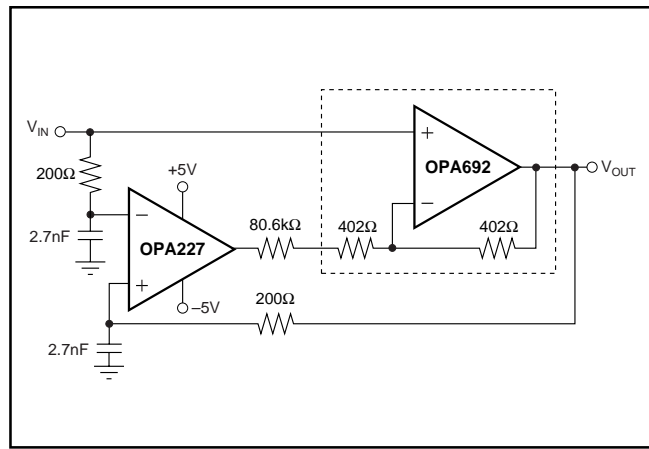 V_IN
+5V
200Ω
−
+
OPA692
V_OUT
−
402Ω
402Ω
80.6kΩ
−
OPA227
2.7nF
+
200Ω
–5V
2.7nF